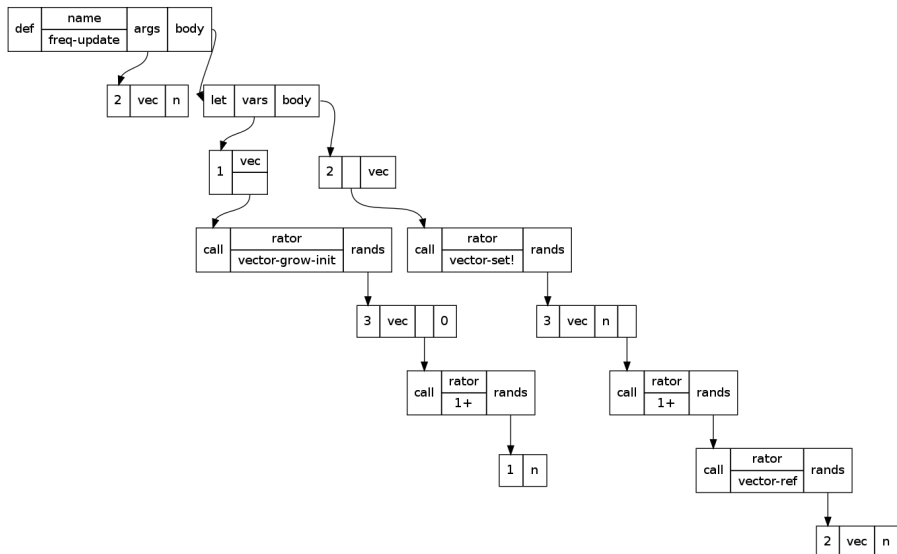 def name args body
freq-update
2 vec n
let vars body
1 vec
2 vec
call rator rands
vector-grow-init
call rator rands
vector-set!
3 vec 0
3 vec n
call rator rands
1+
call rator rands
1+
1 n
call rator rands
vector-ref
2 vec n